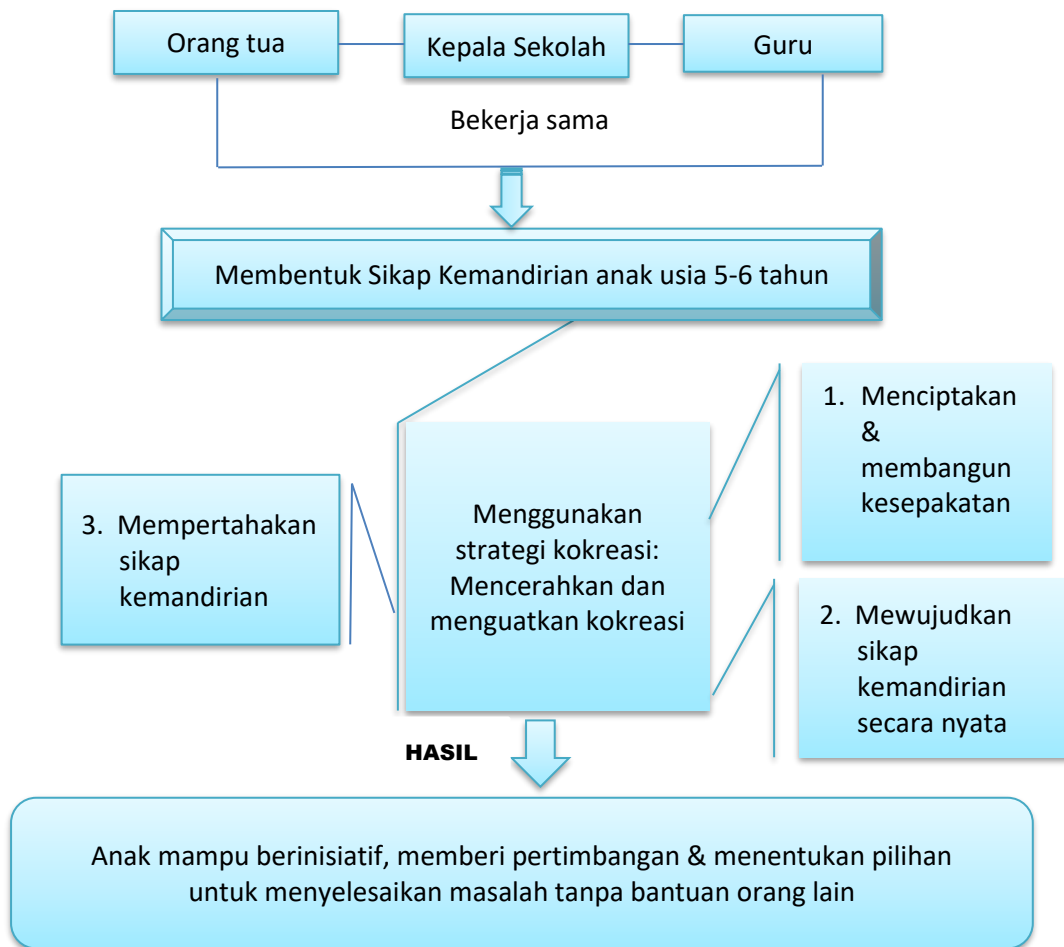 Orang tua
Kepala Sekolah
Guru
Bekerja sama
Membentuk Sikap Kemandirian anak usia 5-6 tahun
1. Menciptakan
&
membangun
kesepakatan
3. Mempertahakan
sikap
kemandirian
Menggunakan
strategi kokreasi:
Mencerahkan dan
menguatkan kokreasi
2. Mewujudkan
sikap
kemandirian
secara nyata
HASIL
Anak mampu berinisiatif, memberi pertimbangan & menentukan pilihan
untuk menyelesaikan masalah tanpa bantuan orang lain